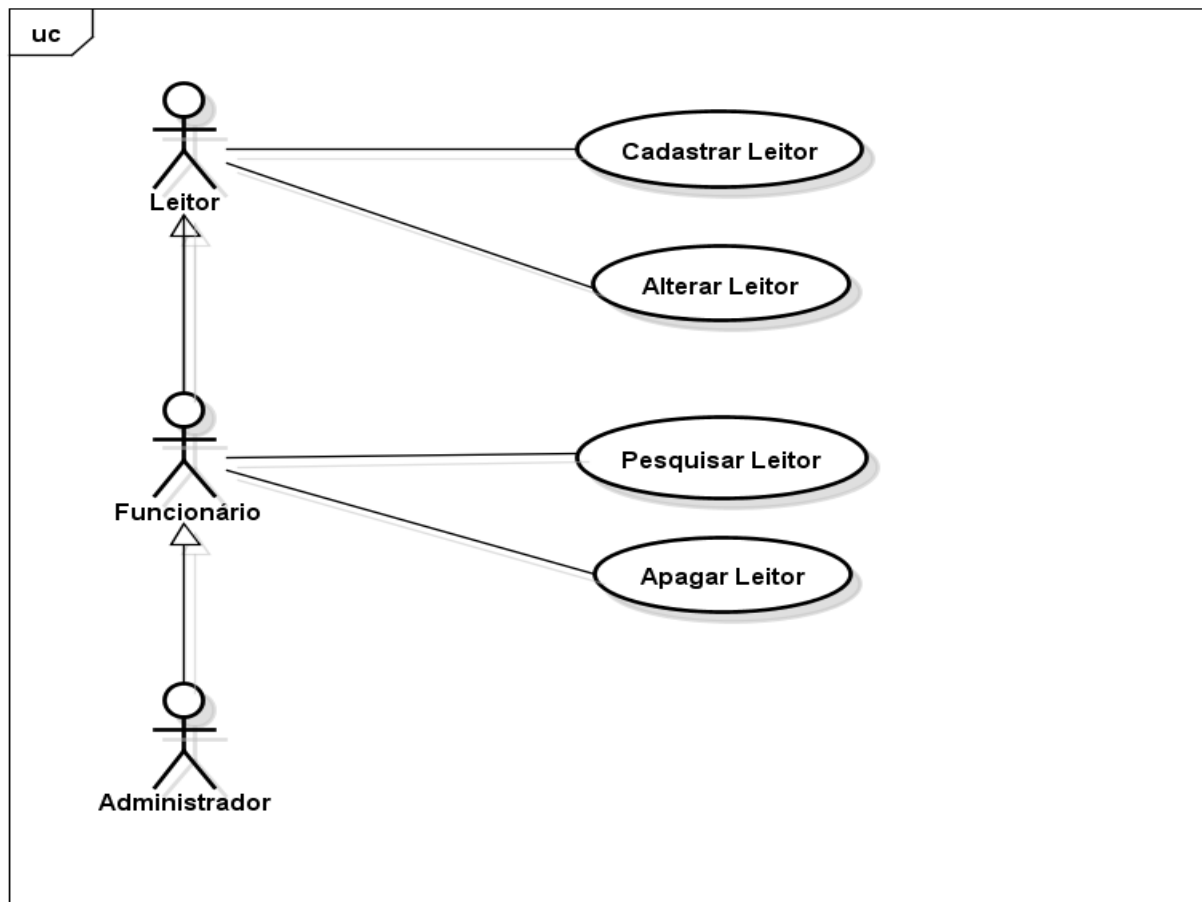 uc
Cadastrar Leitor
Leitor
Alterar Leitor
Pesquisar Leitor
Funcionário
Apagar Leitor
Administrador